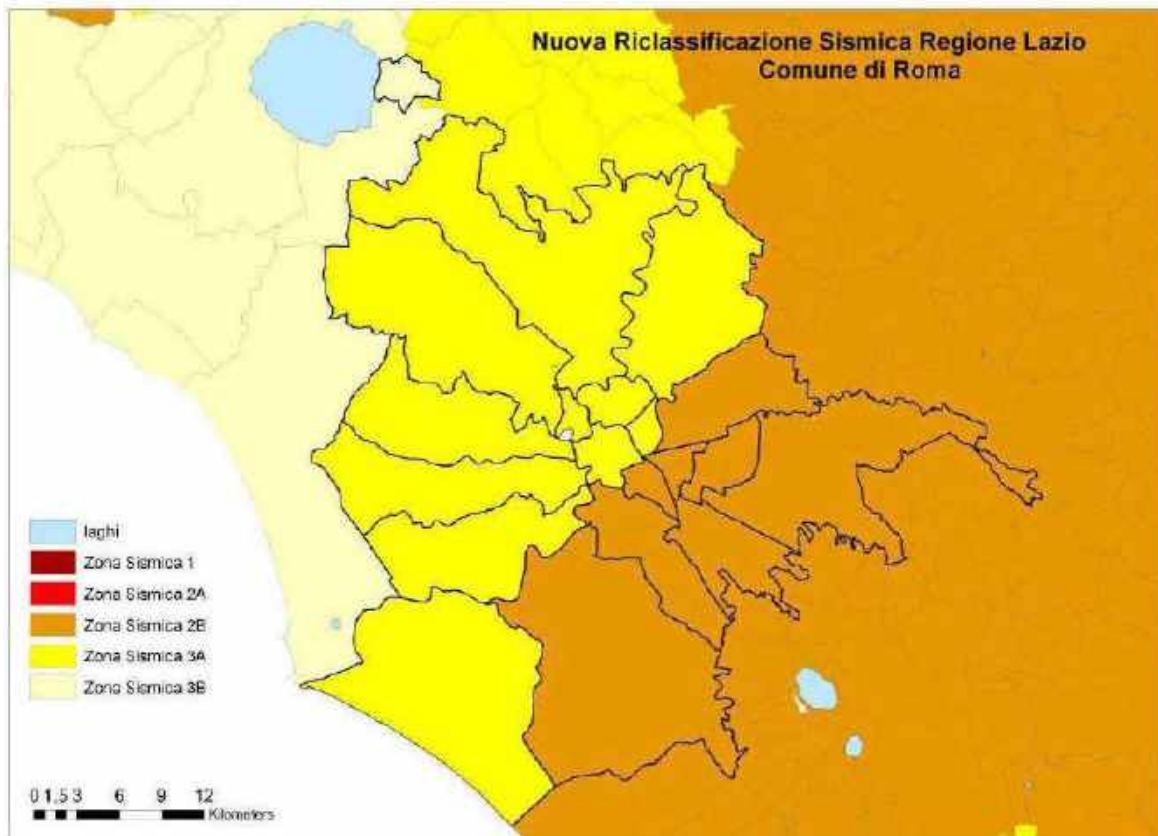 Nuova Riclassificazione Sismica Regione Lazio
Comune di Roma
laghi
Zona Sismica 1
Zona Sismica 2A
Zona Sismica 2B
Zona Sismica 3A
Zona Sismica 3B
0 1,5 3 6 9 12
Kilometers